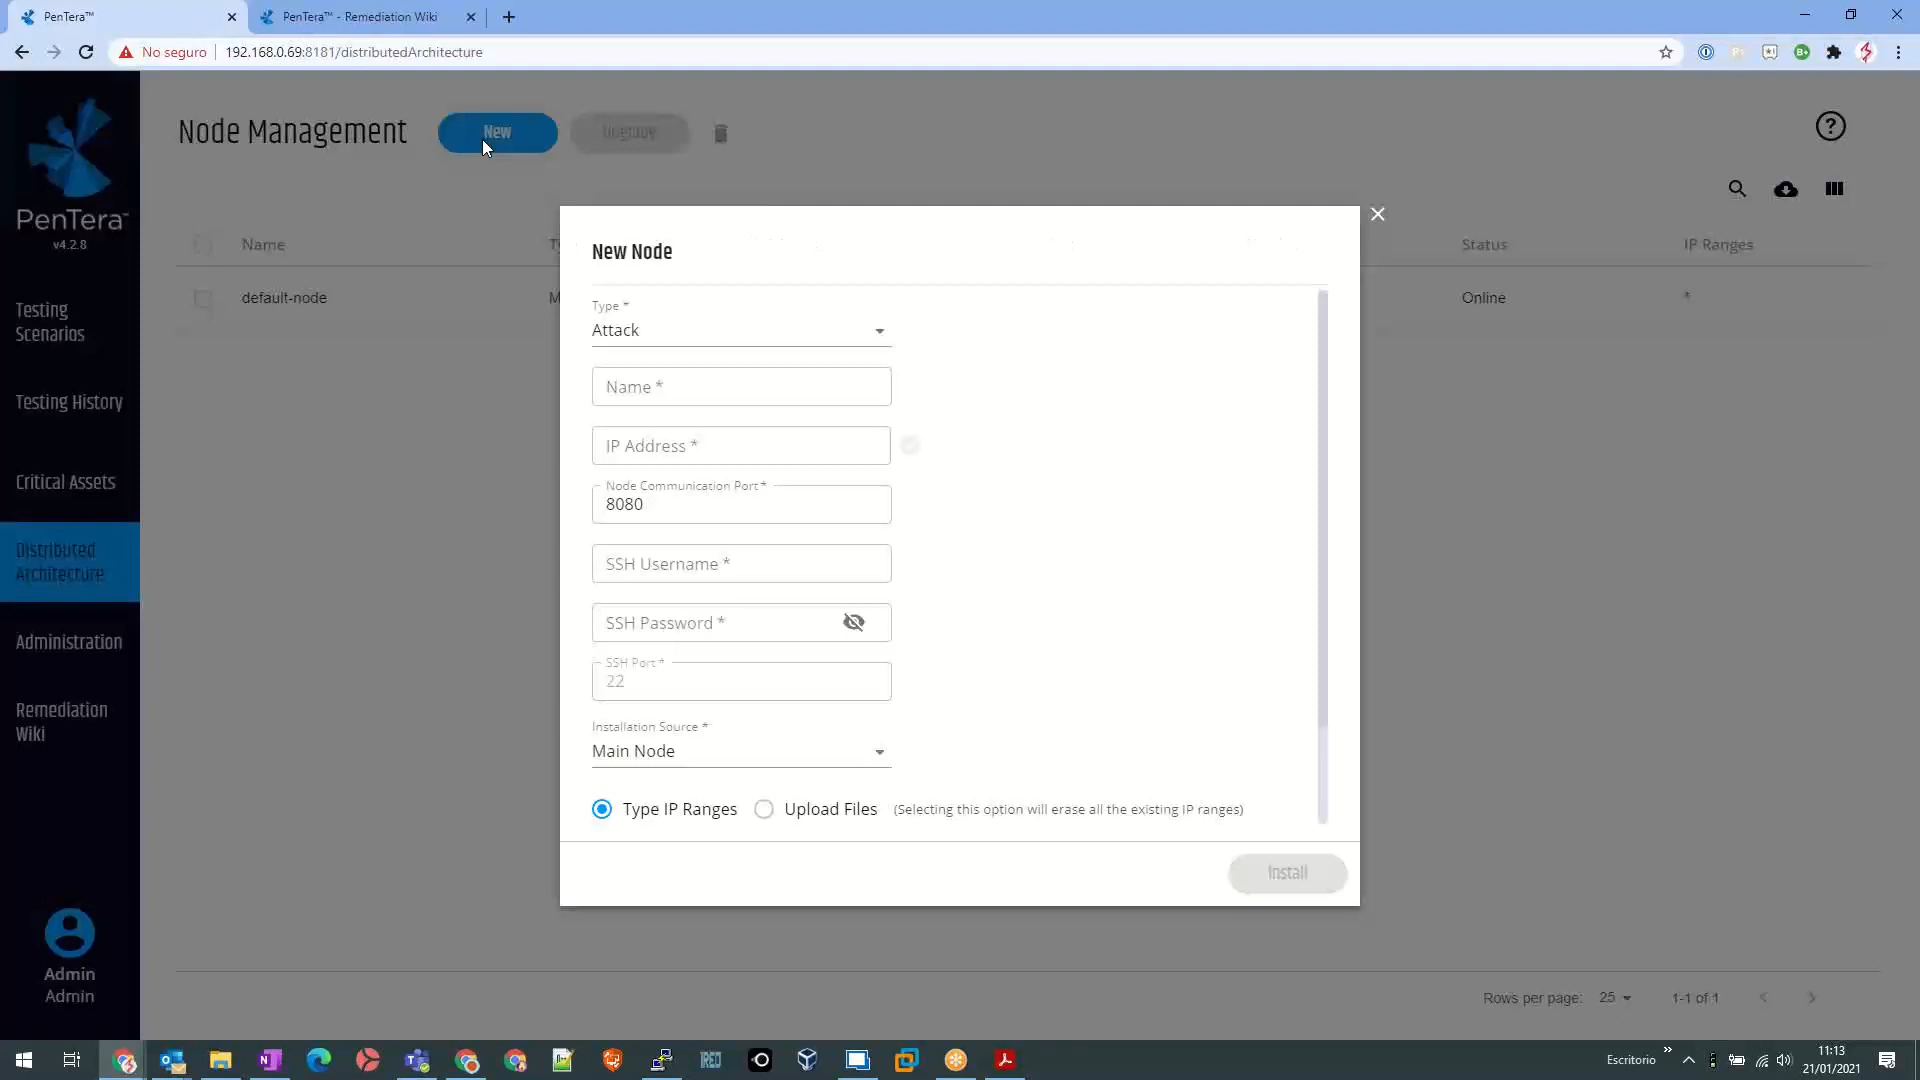 PenTera™
PenTera™ - Remediation Wiki
No seguro
192.168.0.69:8181/distributedArchitecture
PenTera™
v4.2.8
Testing
Scenarios
Testing History
Critical Assets
Distributed
Architecture
Administration
Remediation
Wiki
Admin
Admin
Node Management
New
?
Name
Status
IP Ranges
default-node
M
Online
*
New Node
Type *
Attack
Name *
IP Address *
Node Communication Port *
8080
SSH Username *
SSH Password *
SSH Port *
22
Installation Source *
Main Node
Type IP Ranges
Upload Files
(Selecting this option will erase all the existing IP ranges)
Install
Rows per page:
25
1-1 of 1
Escritorio
11:13
21/01/2021